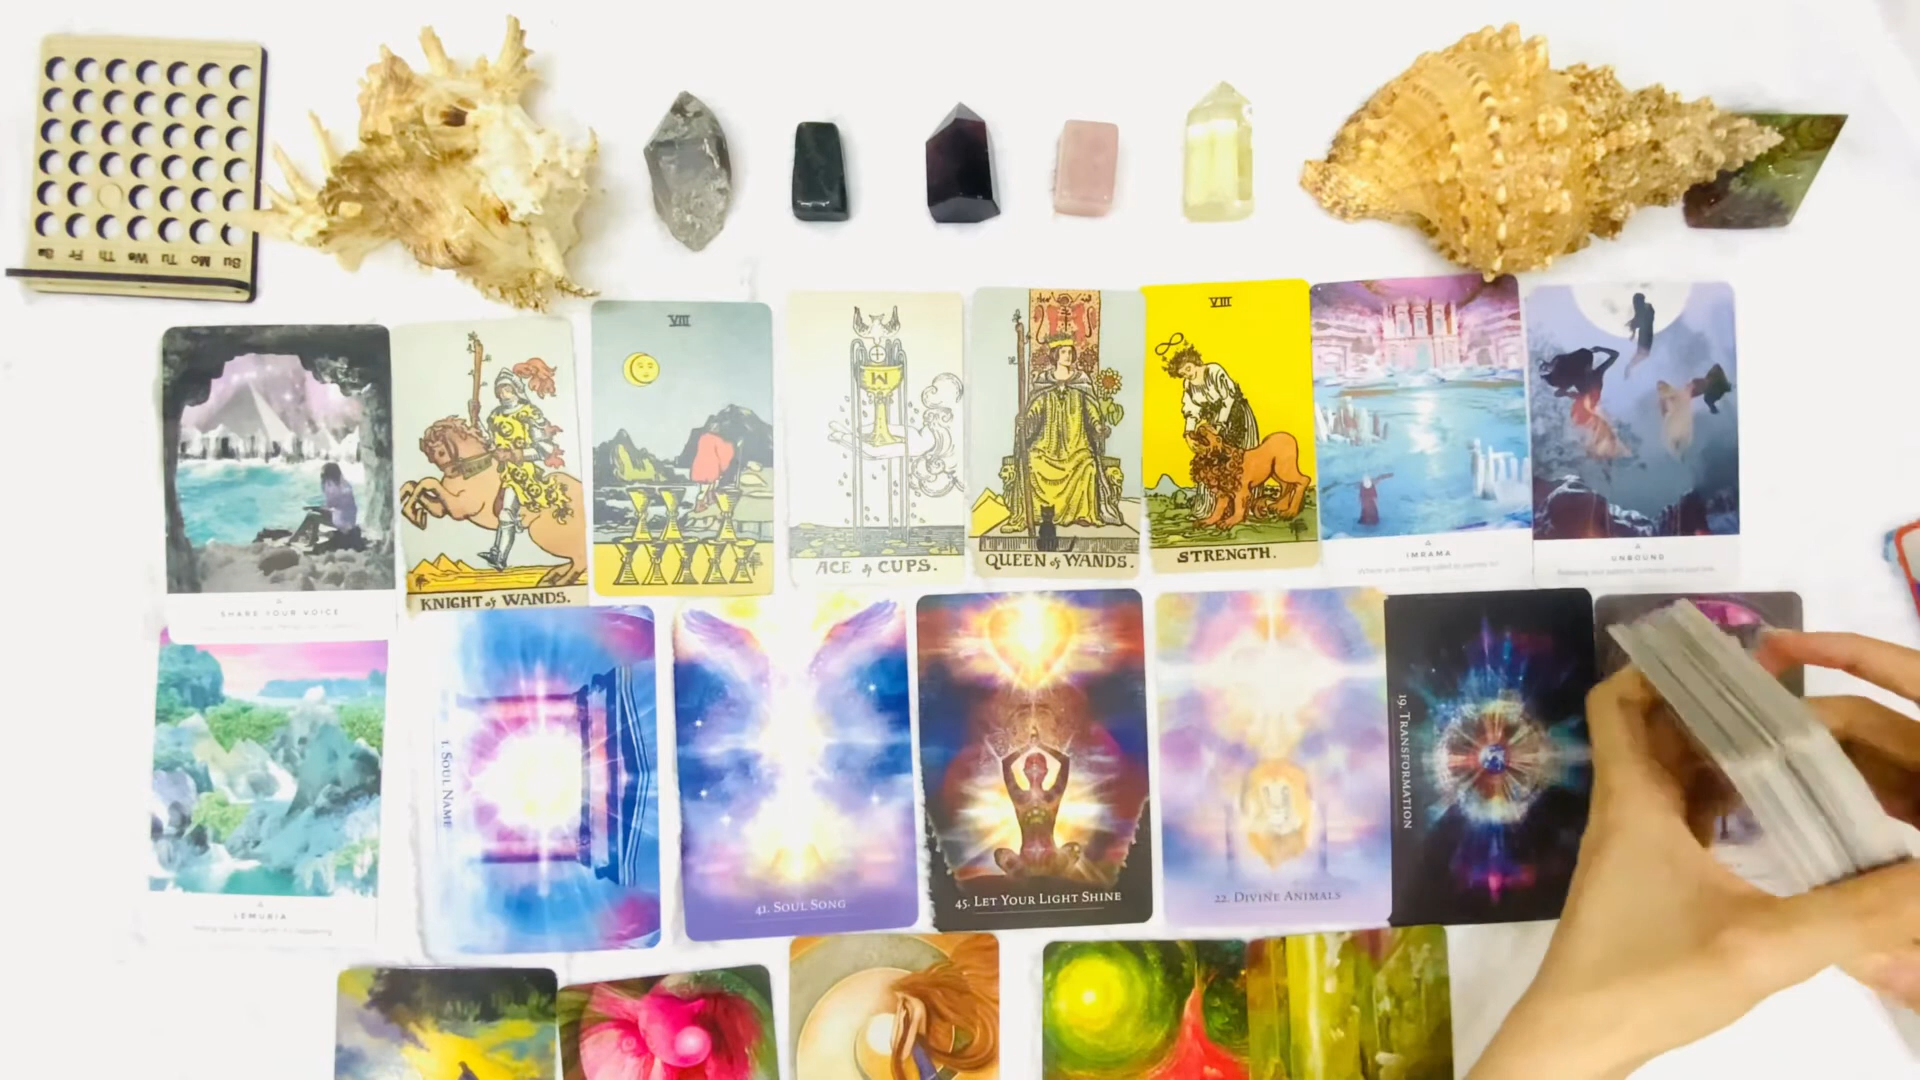 Sa Fr Th We Tu Mo Su
VIII
VIII
ACE of CUPS.
QUEEN of WANDS.
STRENGTH.
IMRAMA
UNBOUND
SHARE YOUR VOICE
KNIGHT of WANDS.
1. SOUL NAME
19. TRANSFORMATION
41. SOUL SONG
45. LET YOUR LIGHT SHINE
22. DIVINE ANIMALS
LEMURIA